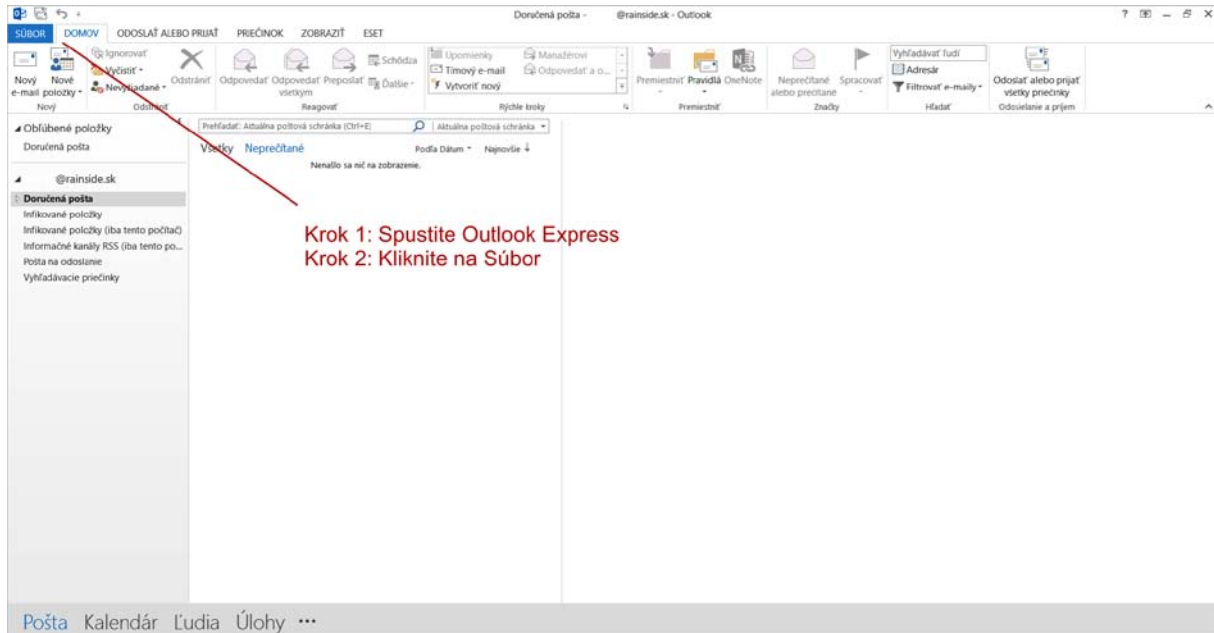 Doručená pošta - @rainside.sk - Outlook
SÚBOR DOMOV ODOSLAŤ ALEBO PRIJAŤ PRIEČINOK ZOBRAZIŤ ESET
Nový e-mail
Nové položky
Nový
Ignorovať
Vyčistiť
Nevyžiadané
Odstrániť
Odstrániť
Odpovedať
Odpovedať všetkým
Preposlať
Schôdza
Ďalšie
Reagovať
Upomienky
Tímový e-mail
Vytvoriť nový
Manažérovi
Odpovedať a o...
Rýchle kroky
Premiestniť
Pravidlá
OneNote
Premiestniť
Neprečítané alebo prečítané
Spracovať
Značky
Vyhľadávať ľudí
Adresár
Filtrovať e-maily
Hľadať
Odoslať alebo prijať
všetky priečinky
Odosielanie a príjem
Obľúbené položky
Doručená pošta
@rainside.sk
Doručená pošta
Infikované položky
Infikované položky (iba tento počítač)
Informačné kanály RSS (iba tento po...
Pošta na odoslanie
Vyhľadávacie priečinky
Prehľadať: Aktuálna poštová schránka (Ctrl+E)
Aktuálna poštová schránka
Všetky Neprečítané
Podľa Dátum Najnovšie
Nenašlo sa nič na zobrazenie.
Krok 1: Spustite Outlook Express
Krok 2: Kliknite na Súbor
Pošta Kalendár Ľudia Úlohy ...